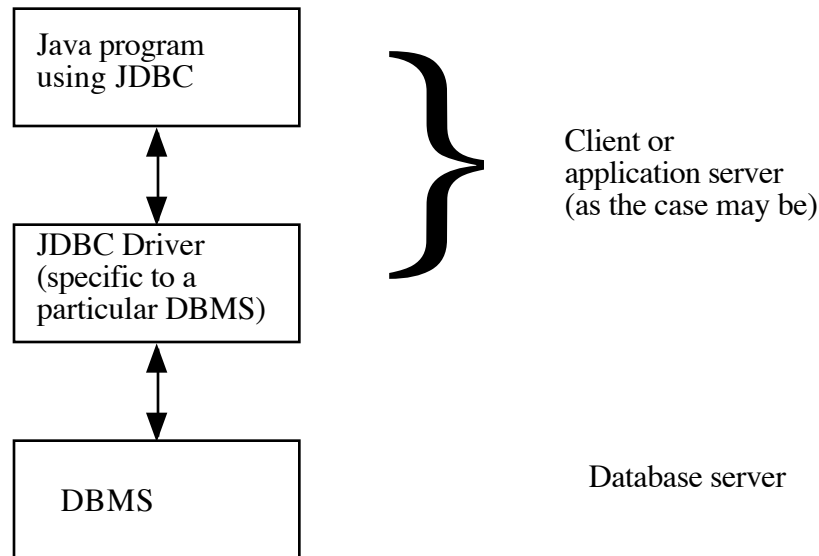 Java program
using JDBC
Client or
application server
(as the case may be)
JDBC Driver
(specific to a
particular DBMS)
Database server
DBMS